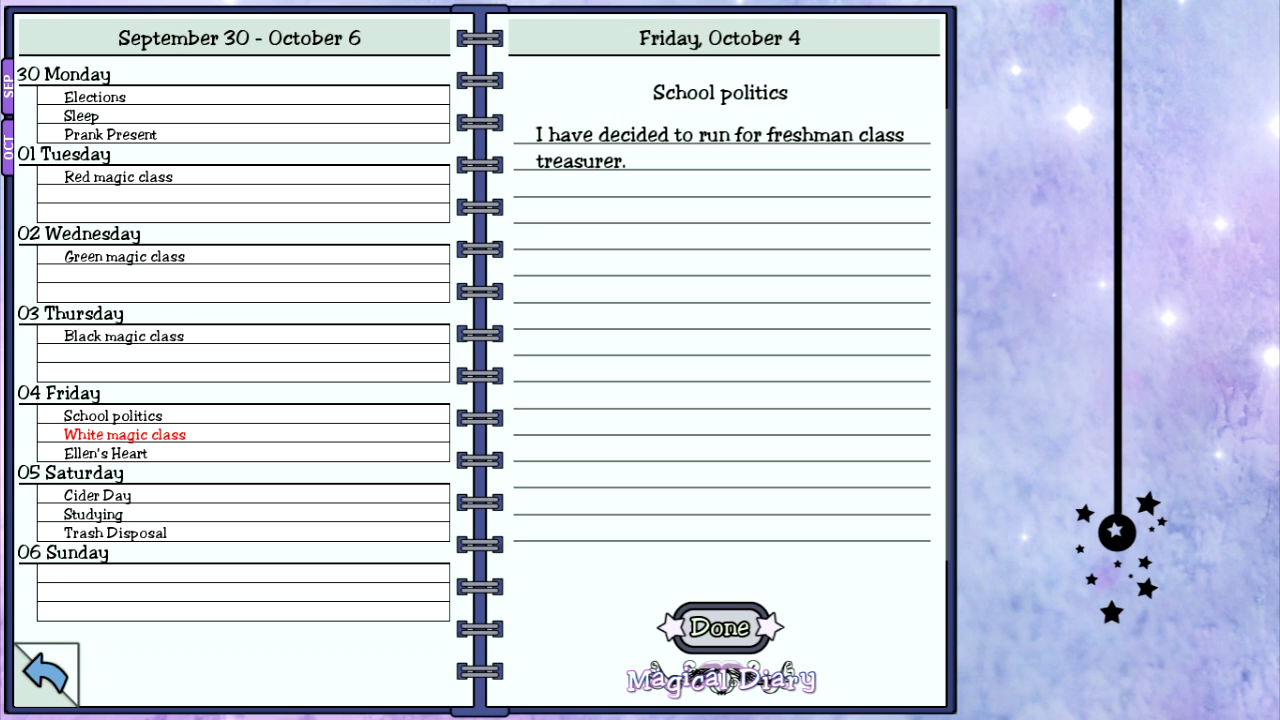 September 30 - October 6
SEP
OCT
30 Monday
Elections
Sleep
Prank Present
01 Tuesday
Red magic class
02 Wednesday
Green magic class
03 Thursday
Black magic class
04 Friday
School politics
White magic class
Ellen's Heart
05 Saturday
Cider Day
Studying
Trash Disposal
06 Sunday
Friday, October 4
School politics
I have decided to run for freshman class
treasurer.
Done
Magical Diary